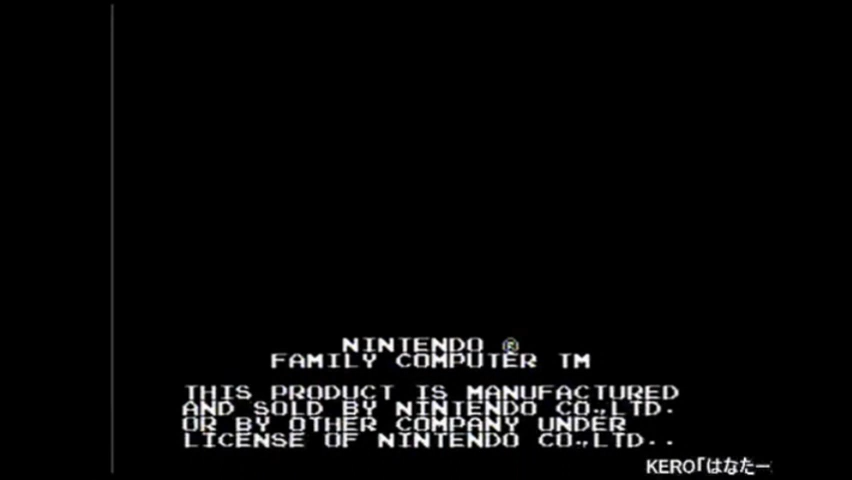 NINTENDO ®
FAMILY COMPUTER TM
THIS PRODUCT IS MANUFACTURED
AND SOLD BY NINTENDO CO.,LTD.
OR BY OTHER COMPANY UNDER
LICENSE OF NINTENDO CO.,LTD..
KERO「はなたー